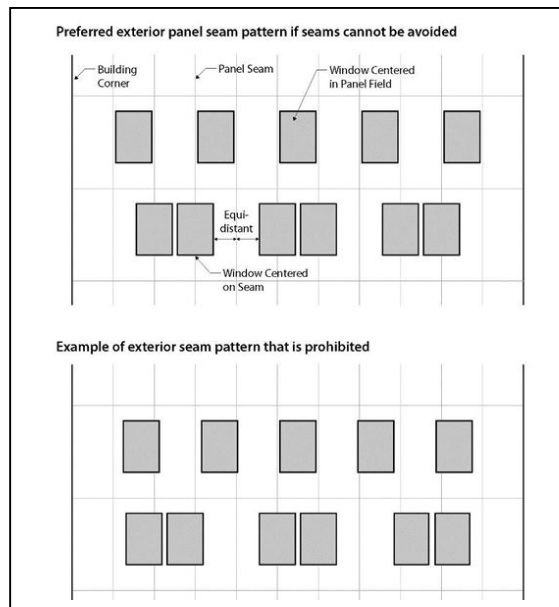 Preferred exterior panel seam pattern if seams cannot be avoided
Building
Corner
Panel Seam
Window Centered
in Panel Field
Equi-
distant
Window Centered
on Seam
Example of exterior seam pattern that is prohibited